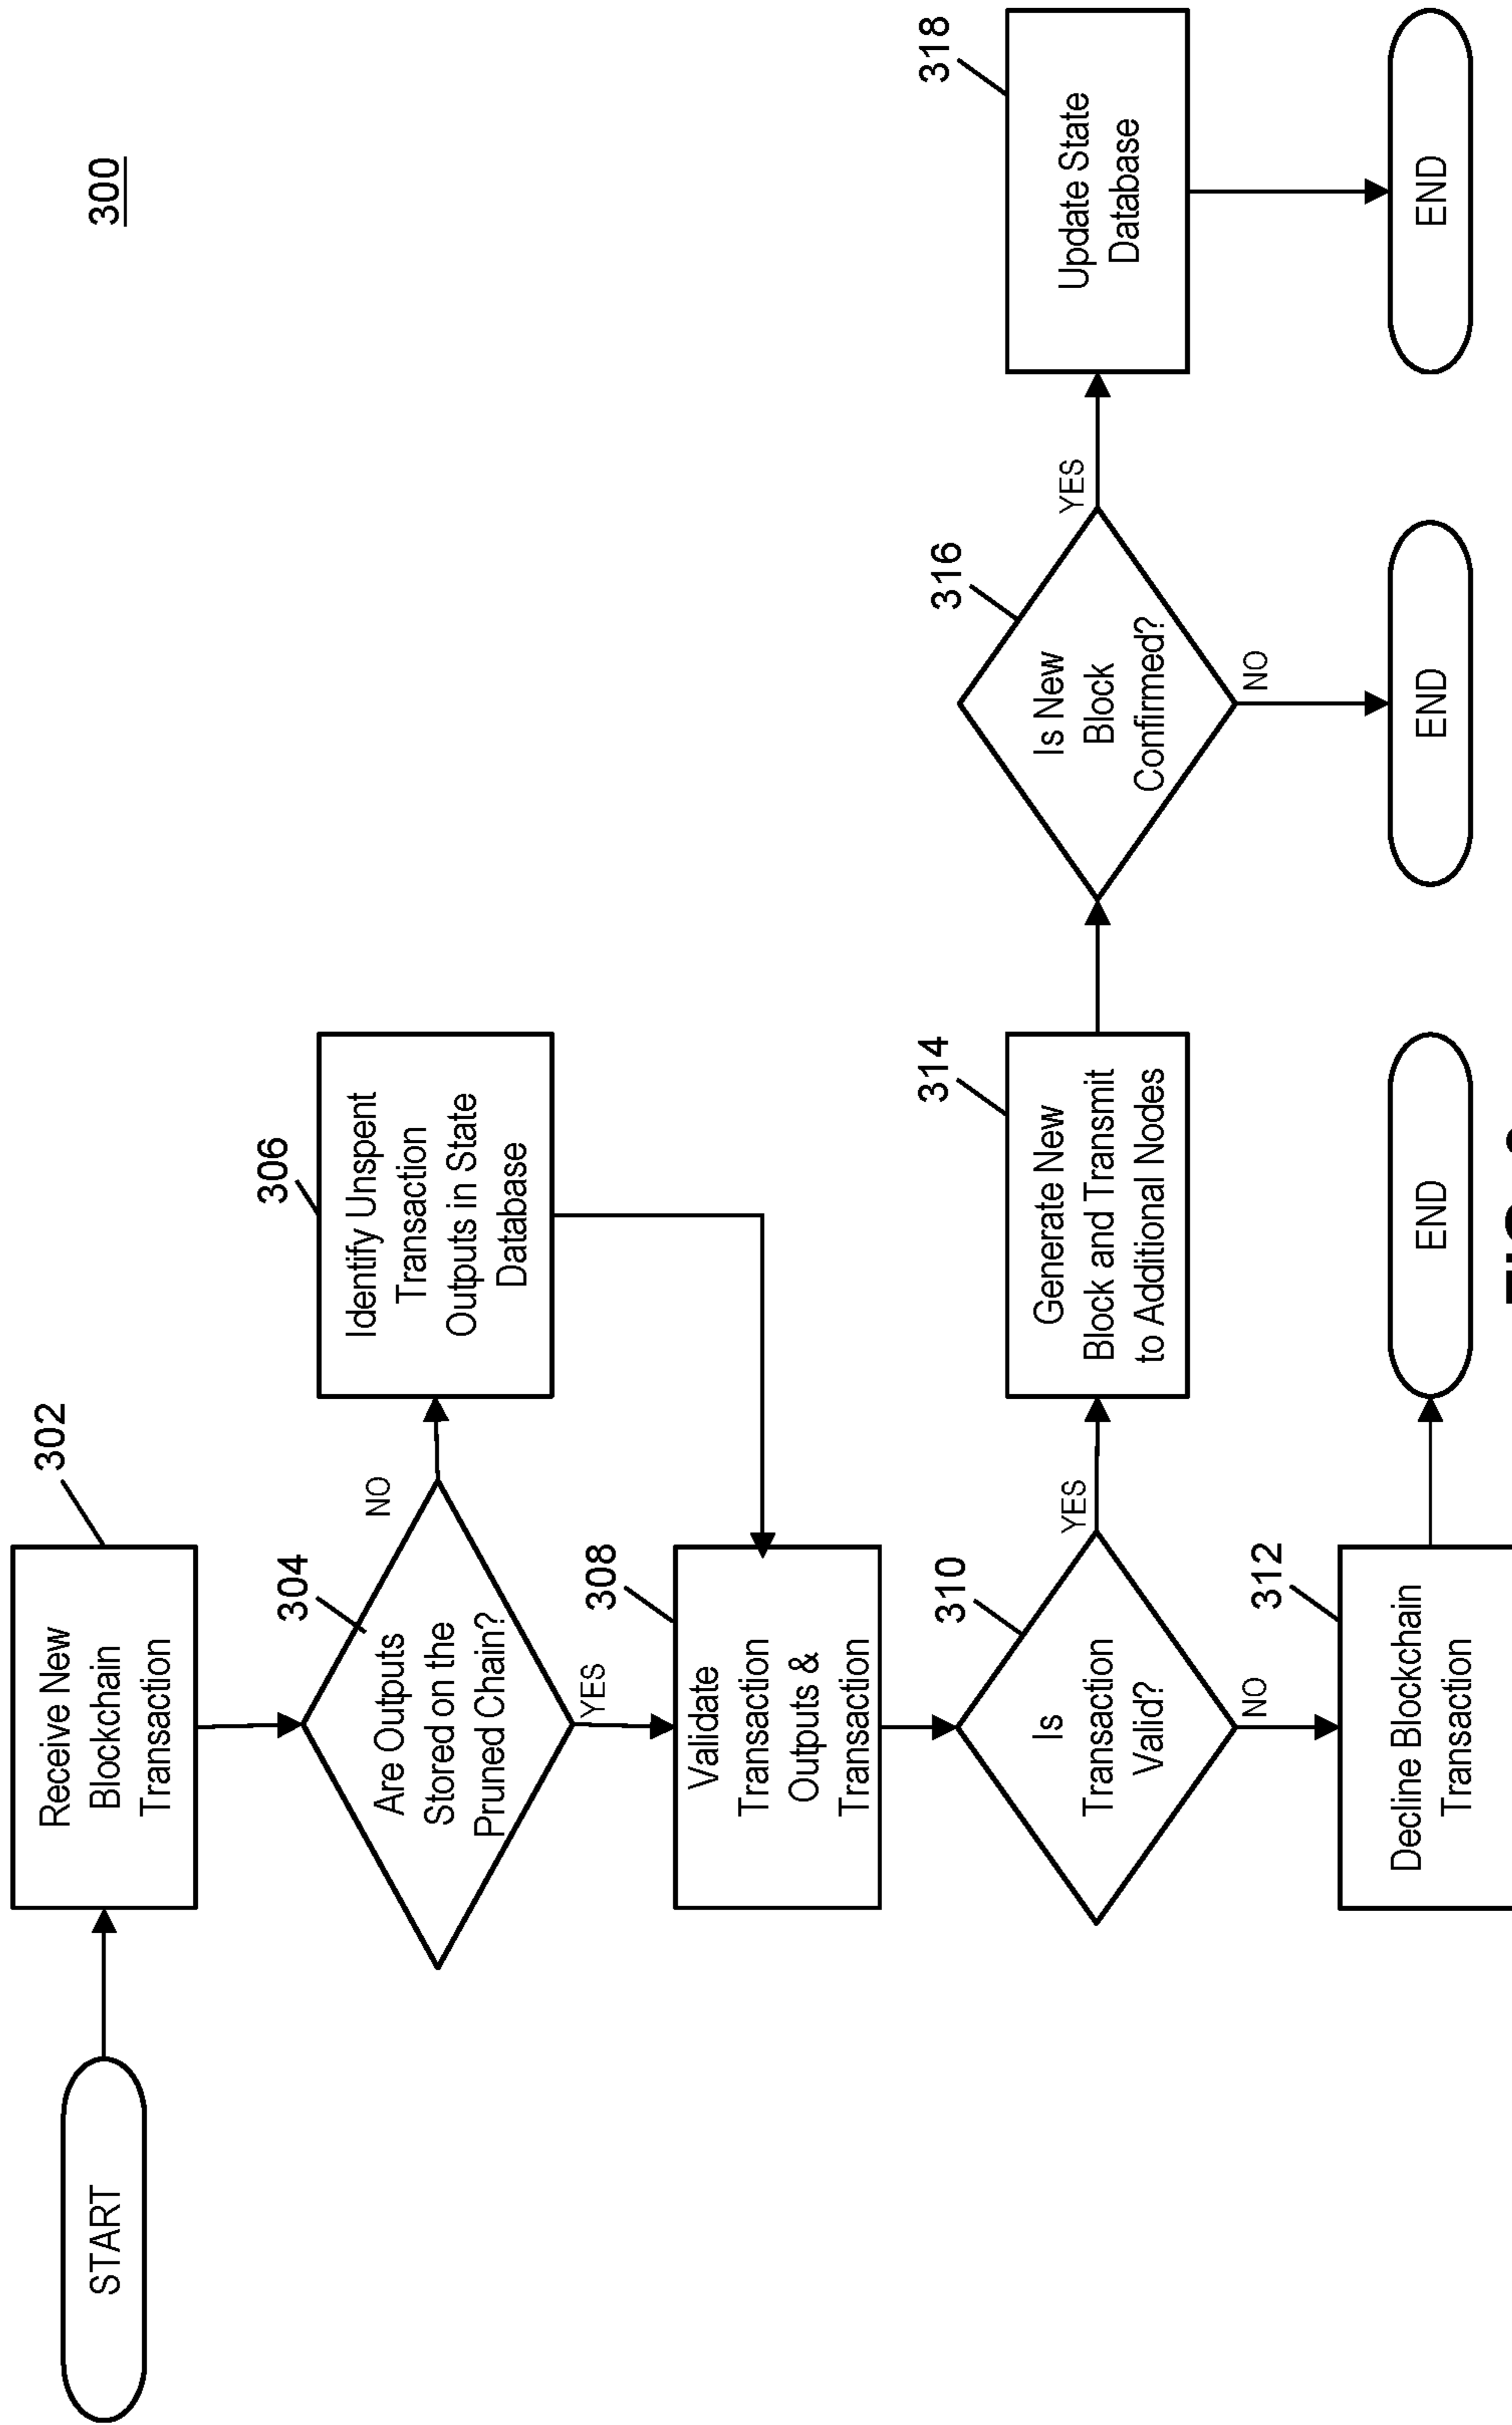 300
START
302
Receive New
Blockchain
Transaction
304
Are Outputs
Stored on the
Pruned Chain?
NO
306
Identify Unspent
Transaction
Outputs in State
Database
YES
308
Validate
Transaction
Outputs &
Transaction
310
Is
Transaction
Valid?
YES
314
Generate New
Block and Transmit
to Additional Nodes
316
Is New
Block
Confirmed?
YES
318
Update State
Database
NO
312
Decline Blockchain
Transaction
END
NO
END
END